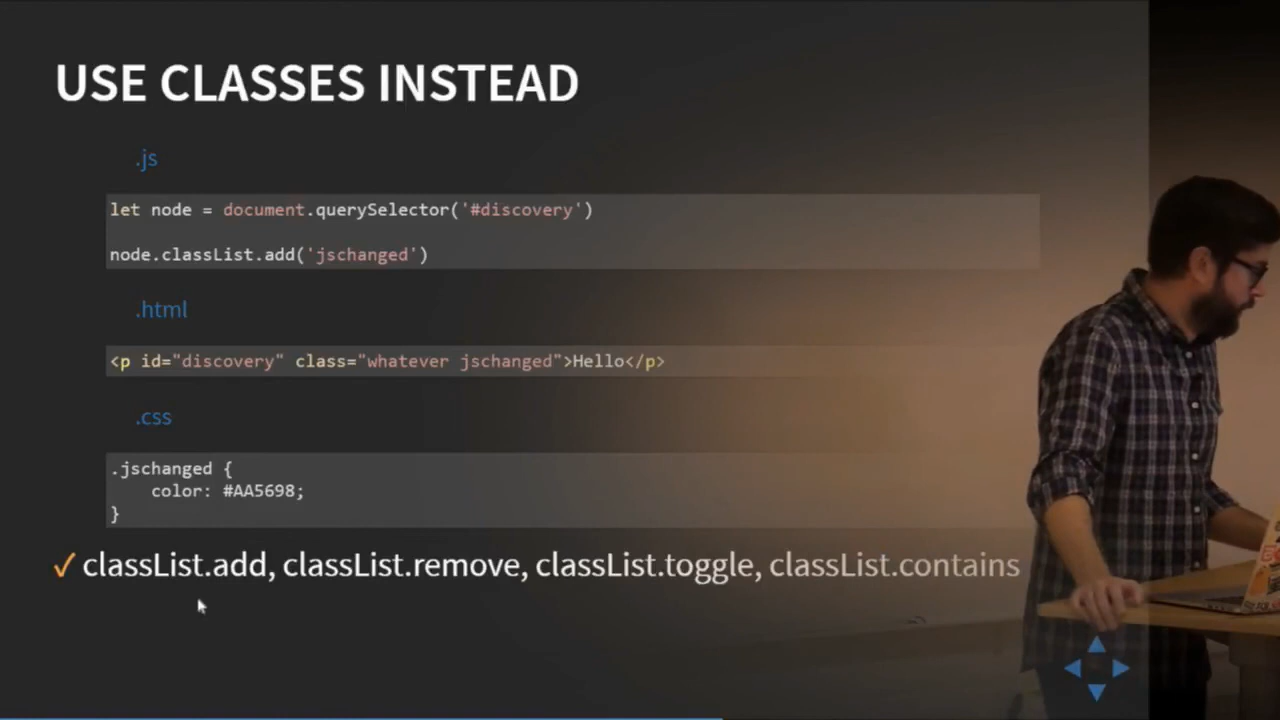 USE CLASSES INSTEAD
.js
let node = document.querySelector('#discovery')
node.classList.add('jschanged')
.html
<p id="discovery" class="whatever jschanged">Hello</p>
.css
.jschanged {
    color: #AA5698;
}
✓ classList.add, classList.remove, classList.toggle, classList.contains